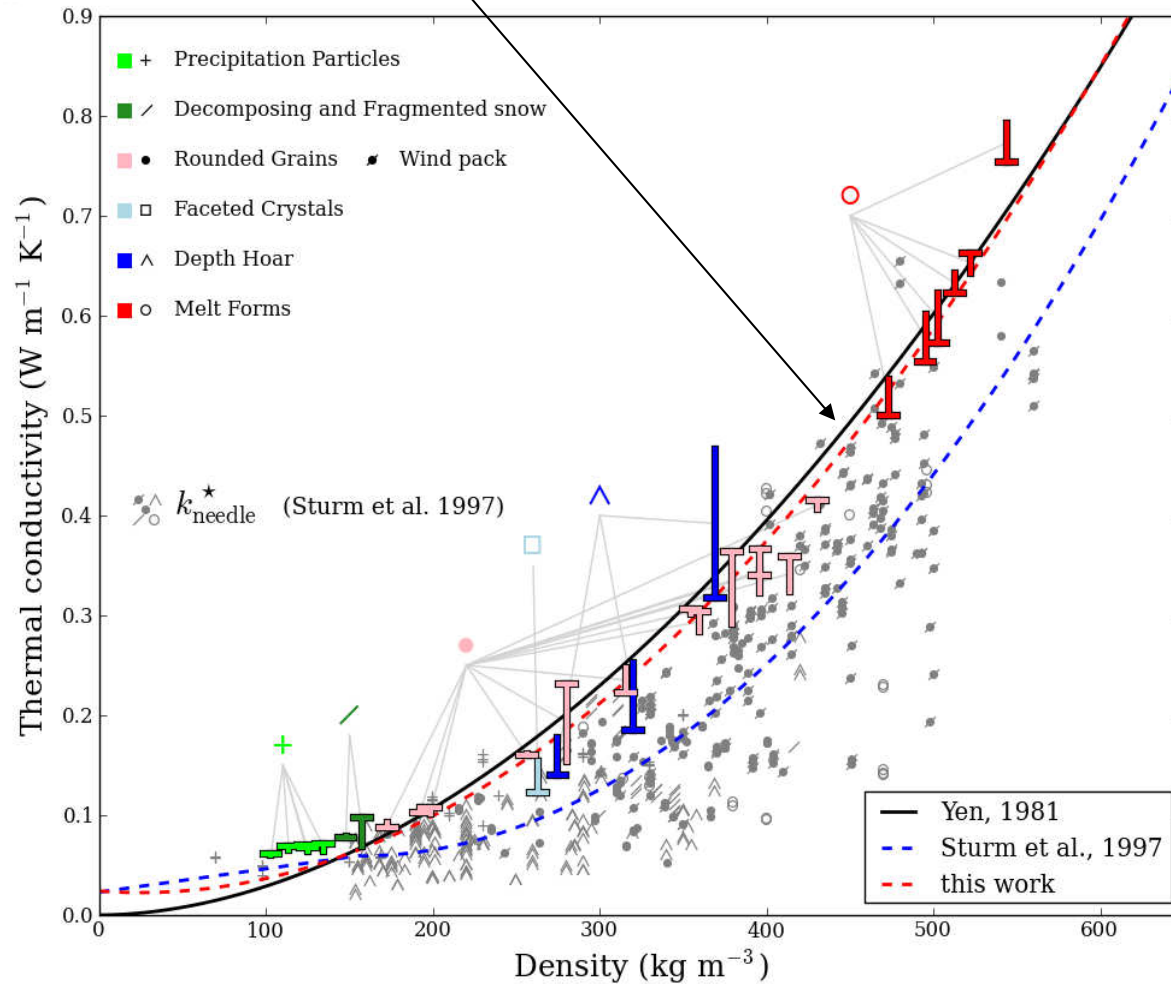 0.9
0.8
0.7
0.6
0.5
0.4
0.3
0.2
0.1
0.0
Thermal conductivity (W m⁻¹ K⁻¹)
+ Precipitation Particles
Decomposing and Fragmented snow
Rounded Grains
Wind pack
Faceted Crystals
Depth Hoar
Melt Forms
k★needle (Sturm et al. 1997)
Yen, 1981
Sturm et al., 1997
this work
0 100 200 300 400 500 600
Density (kg m⁻³)